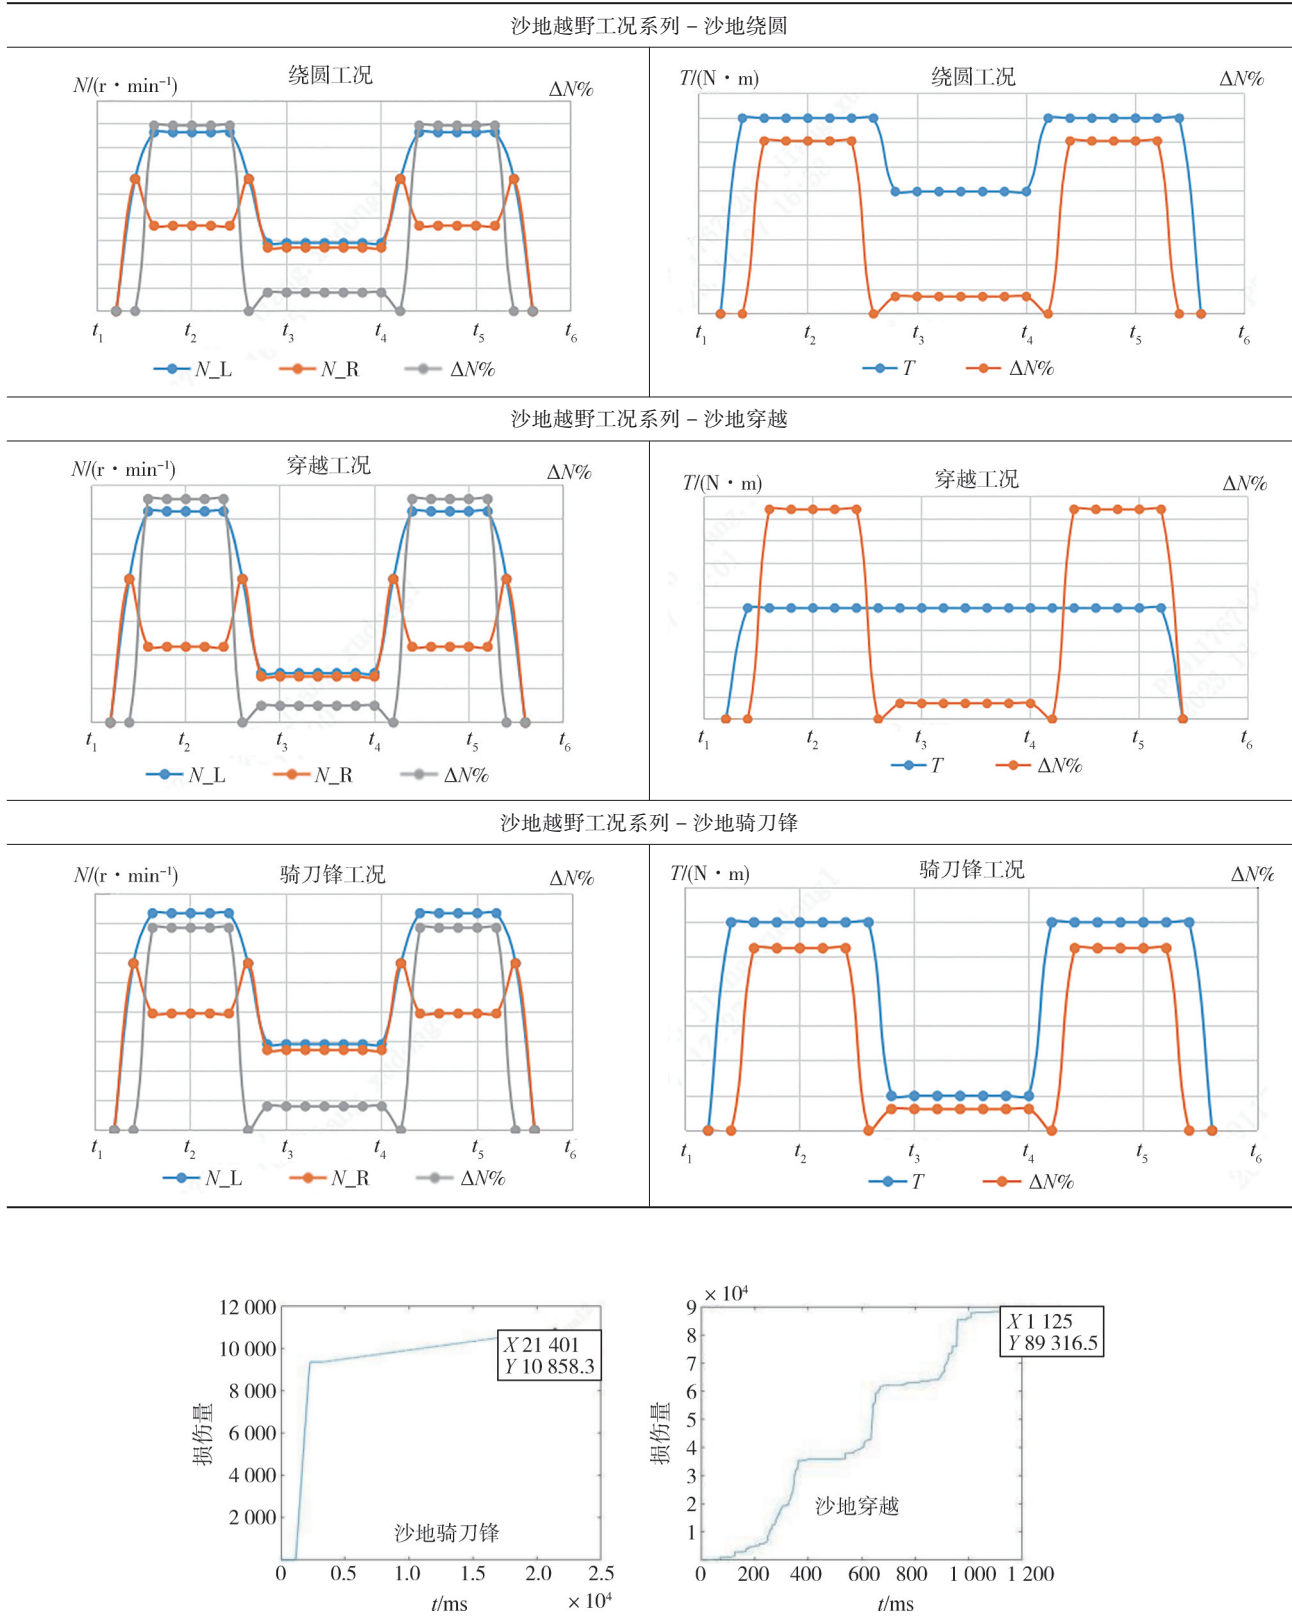 沙地越野工况系列－沙地绕圆
N/(r·min⁻¹) 绕圆工况 ΔN%
t₁ t₂ t₃ t₄ t₅ t₆
N_L N_R ΔN%
T/(N·m) 绕圆工况 ΔN%
t₁ t₂ t₃ t₄ t₅ t₆
T ΔN%
沙地越野工况系列－沙地穿越
N/(r·min⁻¹) 穿越工况 ΔN%
t₁ t₂ t₃ t₄ t₅ t₆
N_L N_R ΔN%
T/(N·m) 穿越工况 ΔN%
t₁ t₂ t₃ t₄ t₅ t₆
T ΔN%
沙地越野工况系列－沙地骑刀锋
N/(r·min⁻¹) 骑刀锋工况 ΔN%
t₁ t₂ t₃ t₄ t₅ t₆
N_L N_R ΔN%
T/(N·m) 骑刀锋工况 ΔN%
t₁ t₂ t₃ t₄ t₅ t₆
T ΔN%
12 000
10 000
8 000
6 000
4 000
2 000
损伤量
X 21 401
Y 10 858.3
沙地骑刀锋
0 0.5 1.0 1.5 2.0 2.5
t/ms × 10⁴
× 10⁴
9
8
7
6
5
4
3
2
1
损伤量
X 1 125
Y 89 316.5
沙地穿越
0 200 400 600 800 1 000 1 200
t/ms